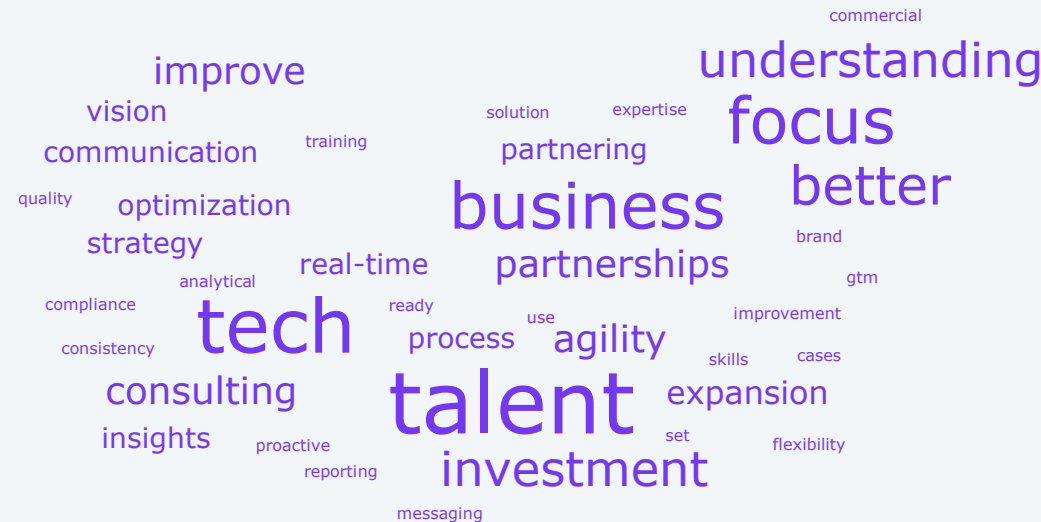 commercial
understanding
improve
focus
vision
solution
expertise
training
communication
partnering
better
quality
optimization
business
strategy
brand
real-time
partnerships
analytical
gtm
compliance
ready
improvement
tech
use
process
agility
consistency
skills
cases
consulting
talent
expansion
insights
proactive
set
flexibility
reporting
investment
messaging